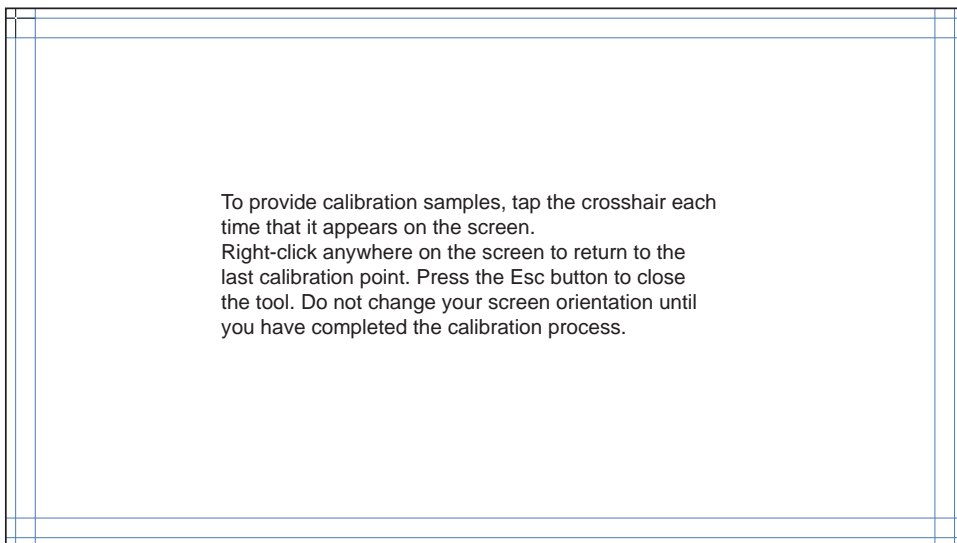 To provide calibration samples, tap the crosshair each
time that it appears on the screen.
Right-click anywhere on the screen to return to the
last calibration point. Press the Esc button to close
the tool. Do not change your screen orientation until
you have completed the calibration process.